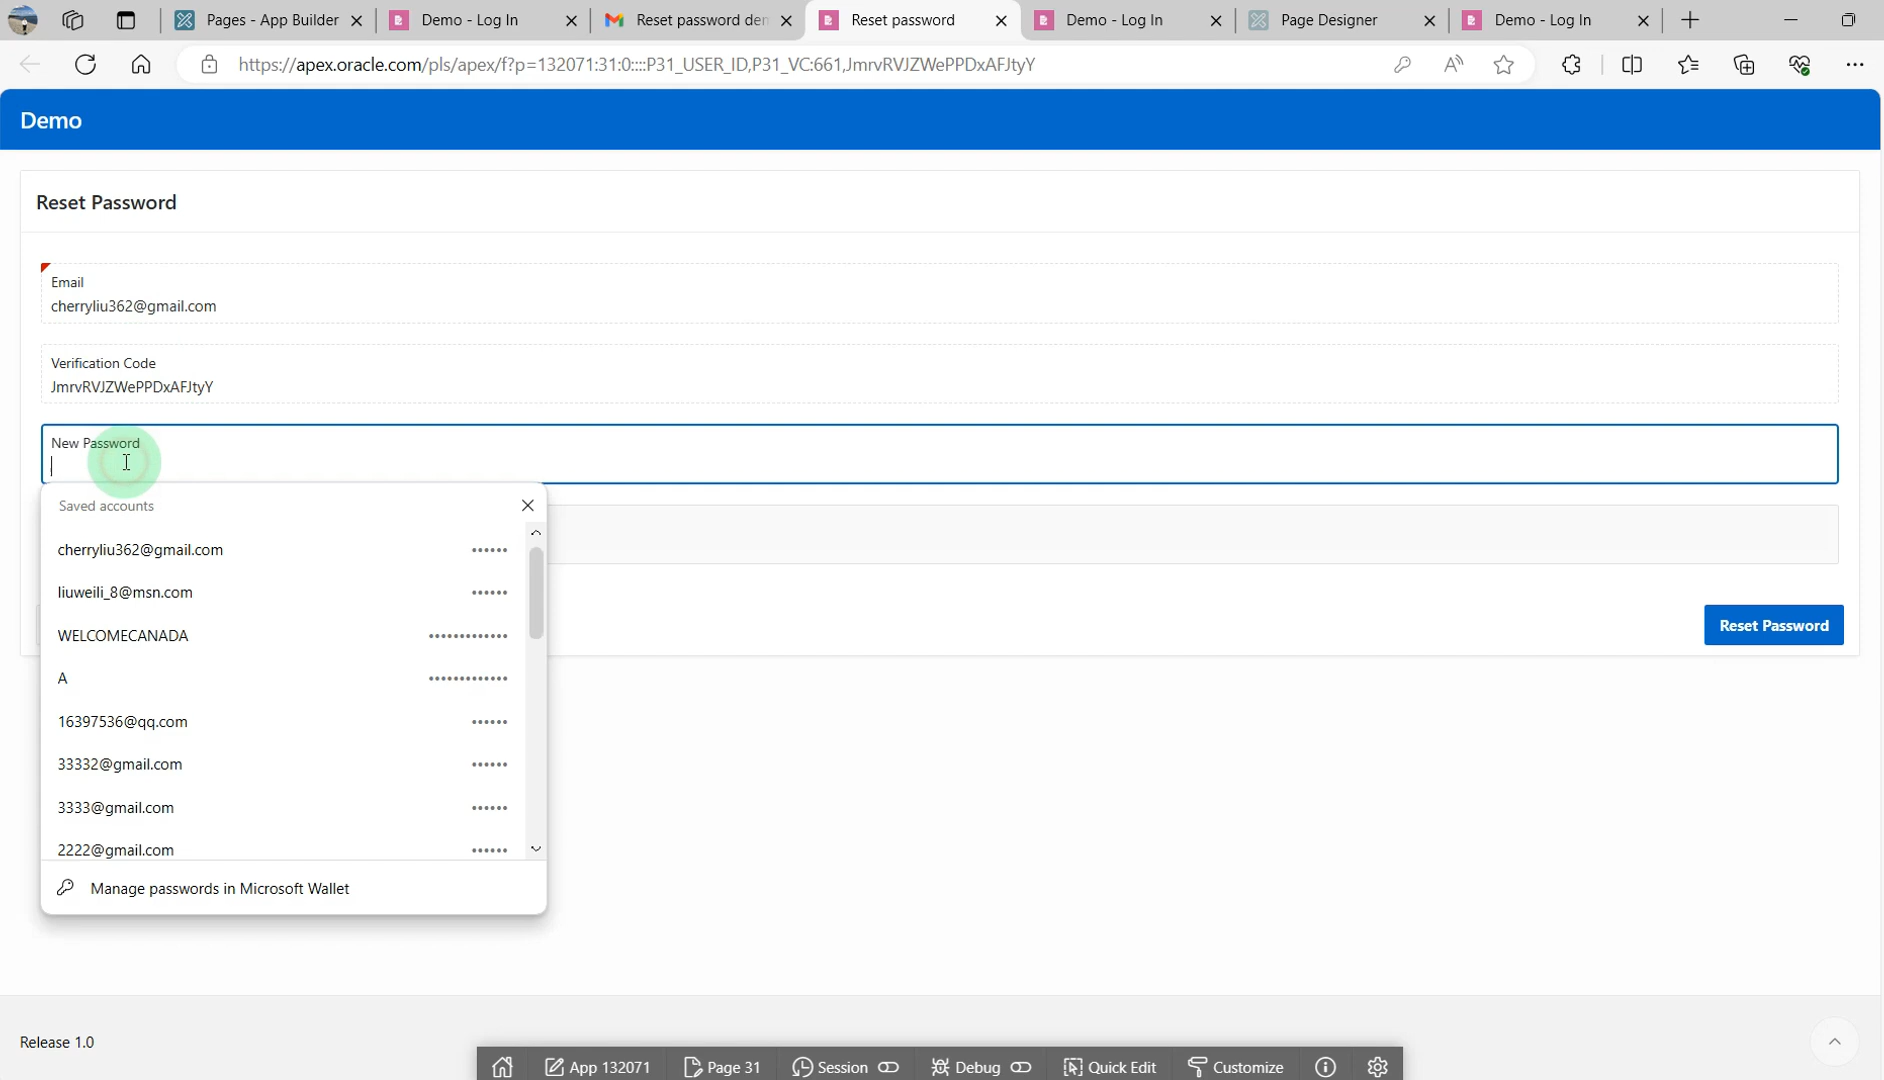 Pages - App Builder
Demo - Log In
Reset password
Demo - Log In
Page Designer
Demo - Log In
https://apex.oracle.com/pls/apex/f?p=132071:31:0::::P31_USER_ID,P31_VC:661,JmrvRVJZWePPDxAFJtyY
Demo
Reset Password
Email
cherryliu362@gmail.com
Verification Code
JmrvRVJZWePPDxAFJtyY
New Password
Saved accounts
cherryliu362@gmail.com ••••••
liuweili_8@msn.com ••••••
WELCOMECANADA •••••••••••••
A •••••••••••••
16397536@qq.com ••••••
33332@gmail.com ••••••
3333@gmail.com ••••••
2222@gmail.com ••••••
Manage passwords in Microsoft Wallet
Reset Password
Release 1.0
App 132071 Page 31 Session Debug Quick Edit Customize